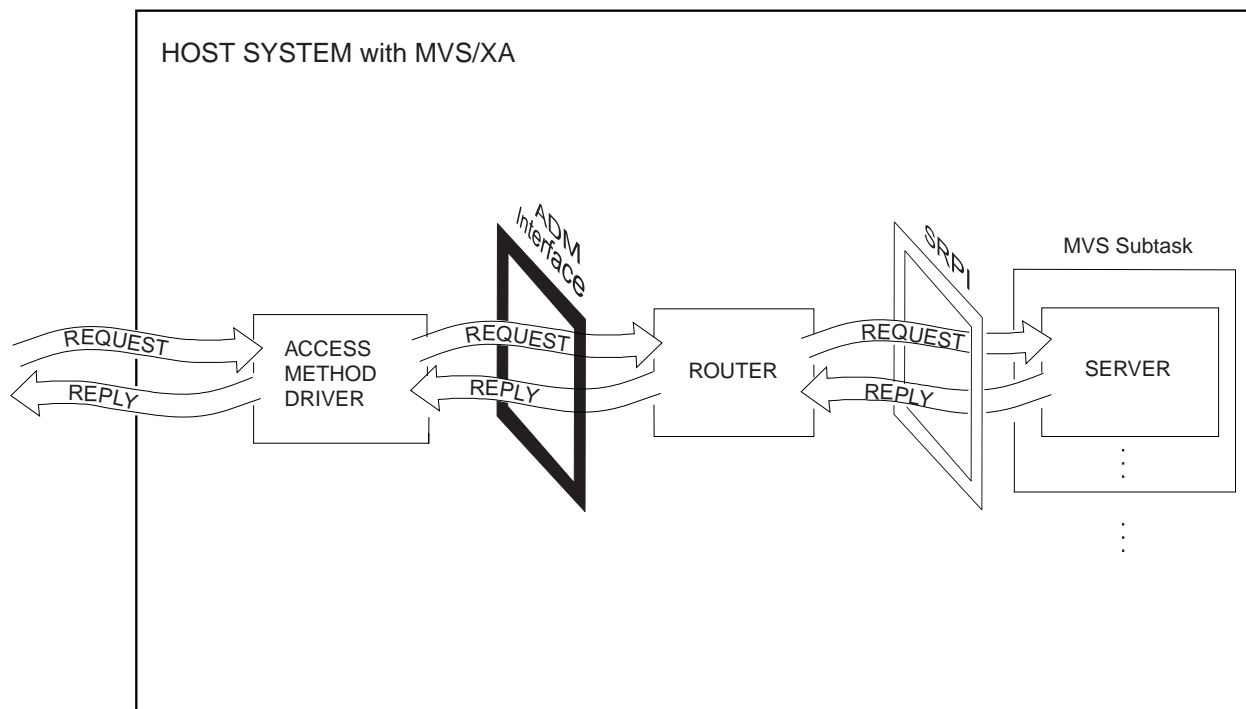 HOST SYSTEM with MVS/XA
ADM
Interface
SRPI
MVS Subtask
REQUEST
REPLY
ACCESS
METHOD
DRIVER
REQUEST
REPLY
ROUTER
REQUEST
REPLY
SERVER